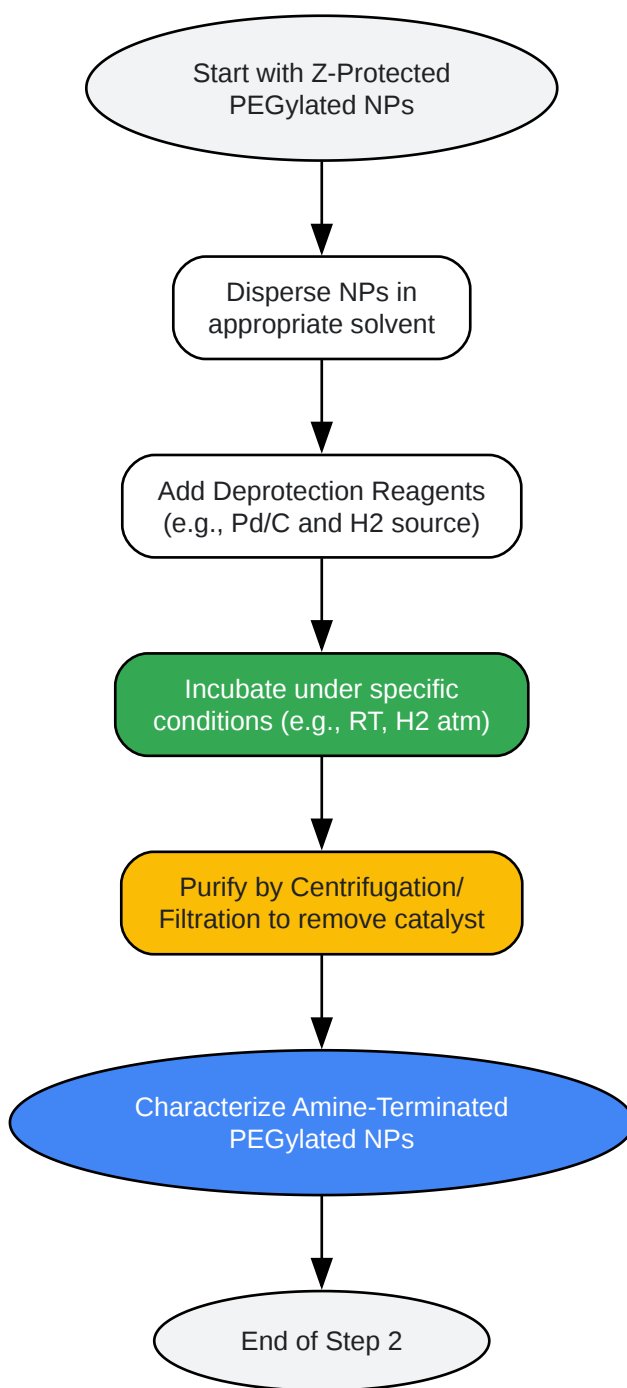 Start with Z-Protected
PEGylated NPs
Disperse NPs in
appropriate solvent
Add Deprotection Reagents
(e.g., Pd/C and H2 source)
Incubate under specific
conditions (e.g., RT, H2 atm)
Purify by Centrifugation/
Filtration to remove catalyst
Characterize Amine-Terminated
PEGylated NPs
End of Step 2